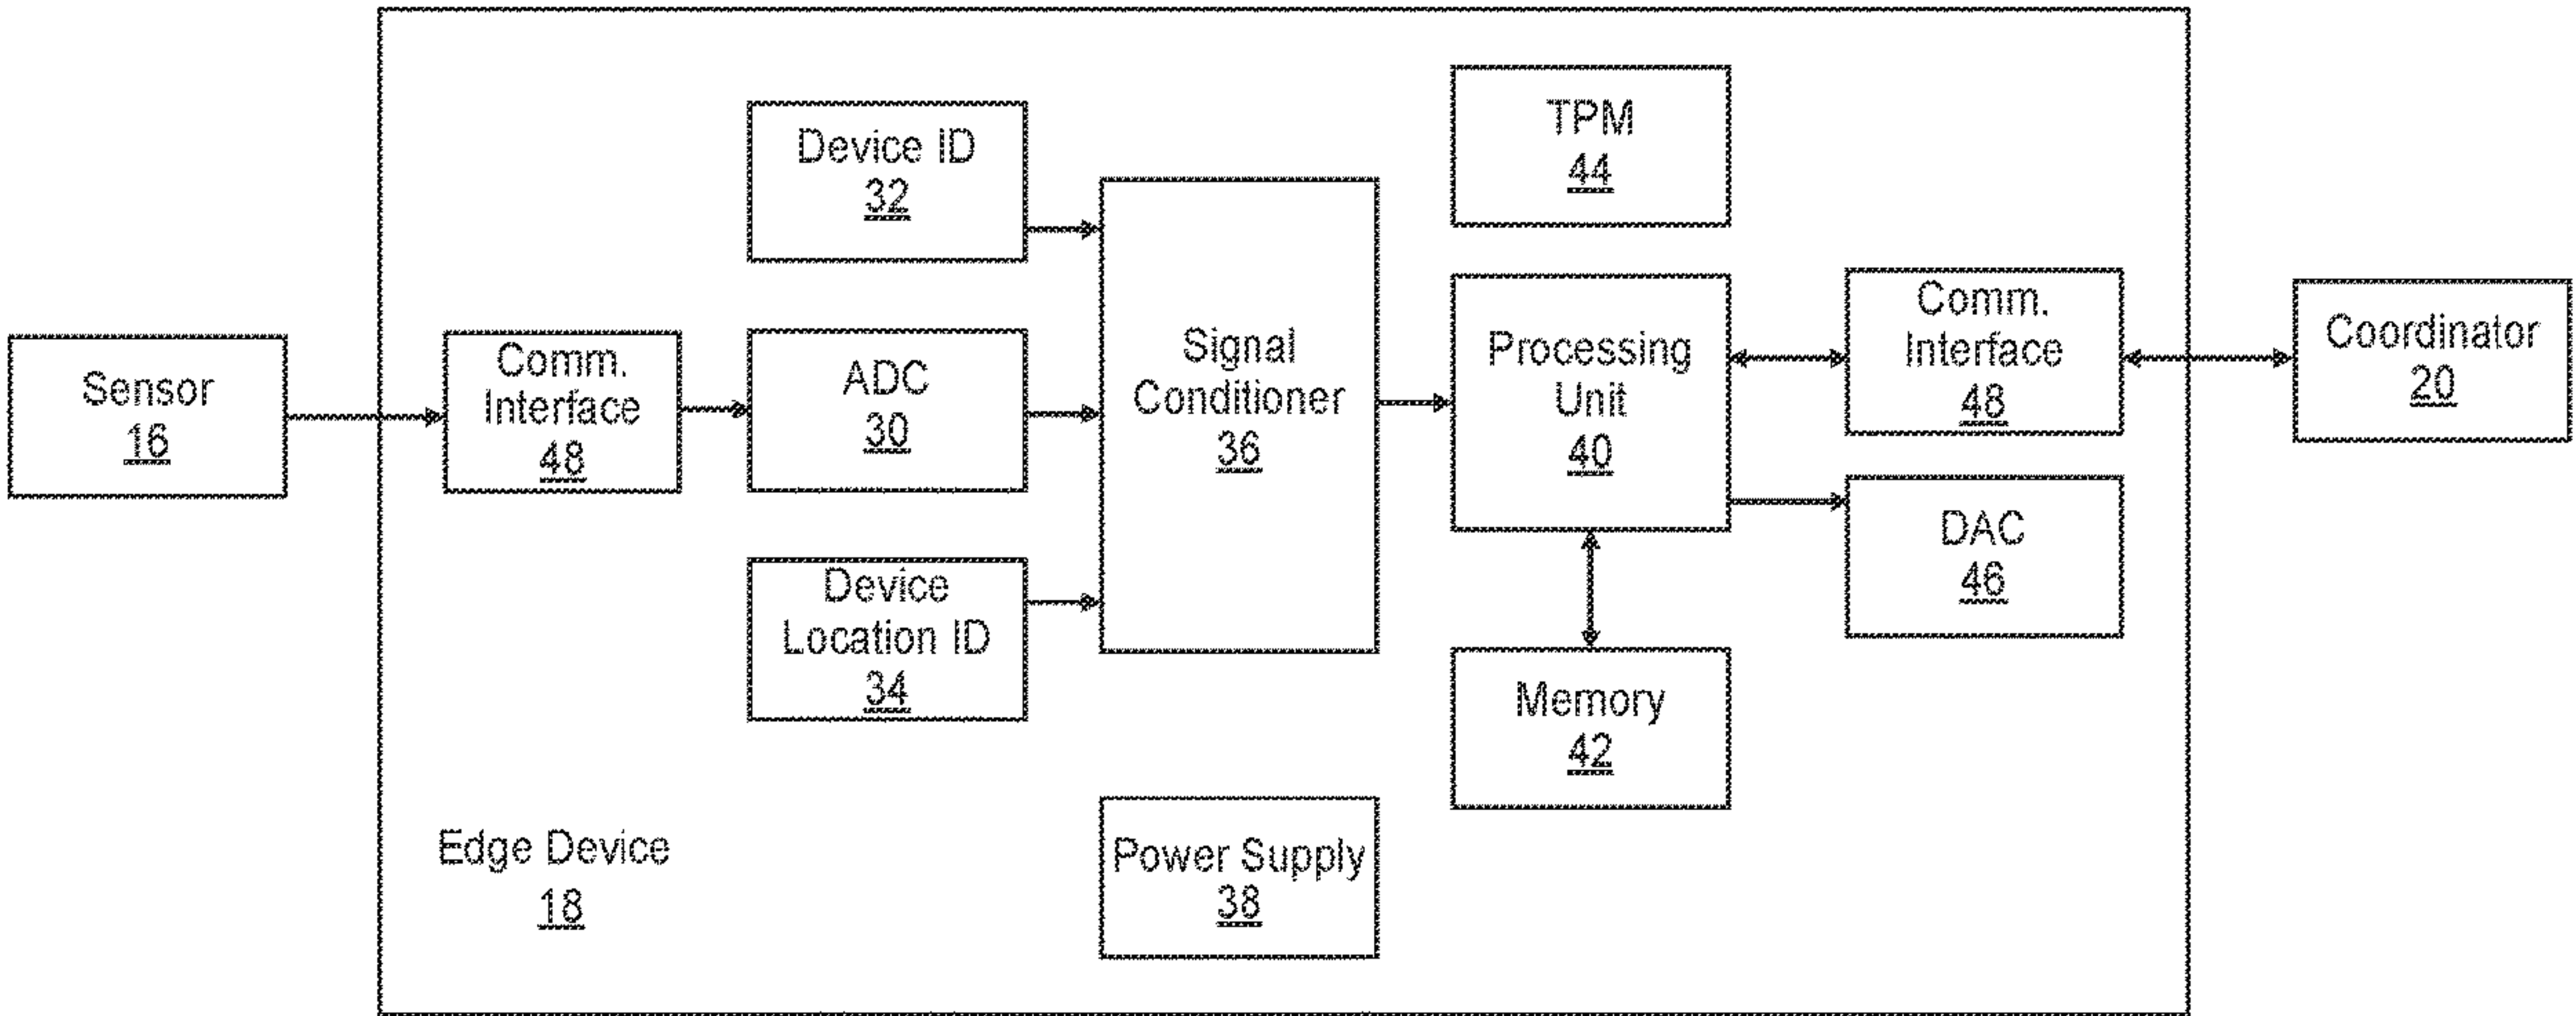 Sensor
16
Comm.
Interface
48
Device ID
32
ADC
30
Device
Location ID
34
Signal
Conditioner
36
TPM
44
Processing
Unit
40
Memory
42
Comm.
Interface
48
DAC
46
Coordinator
20
Power Supply
38
Edge Device
18